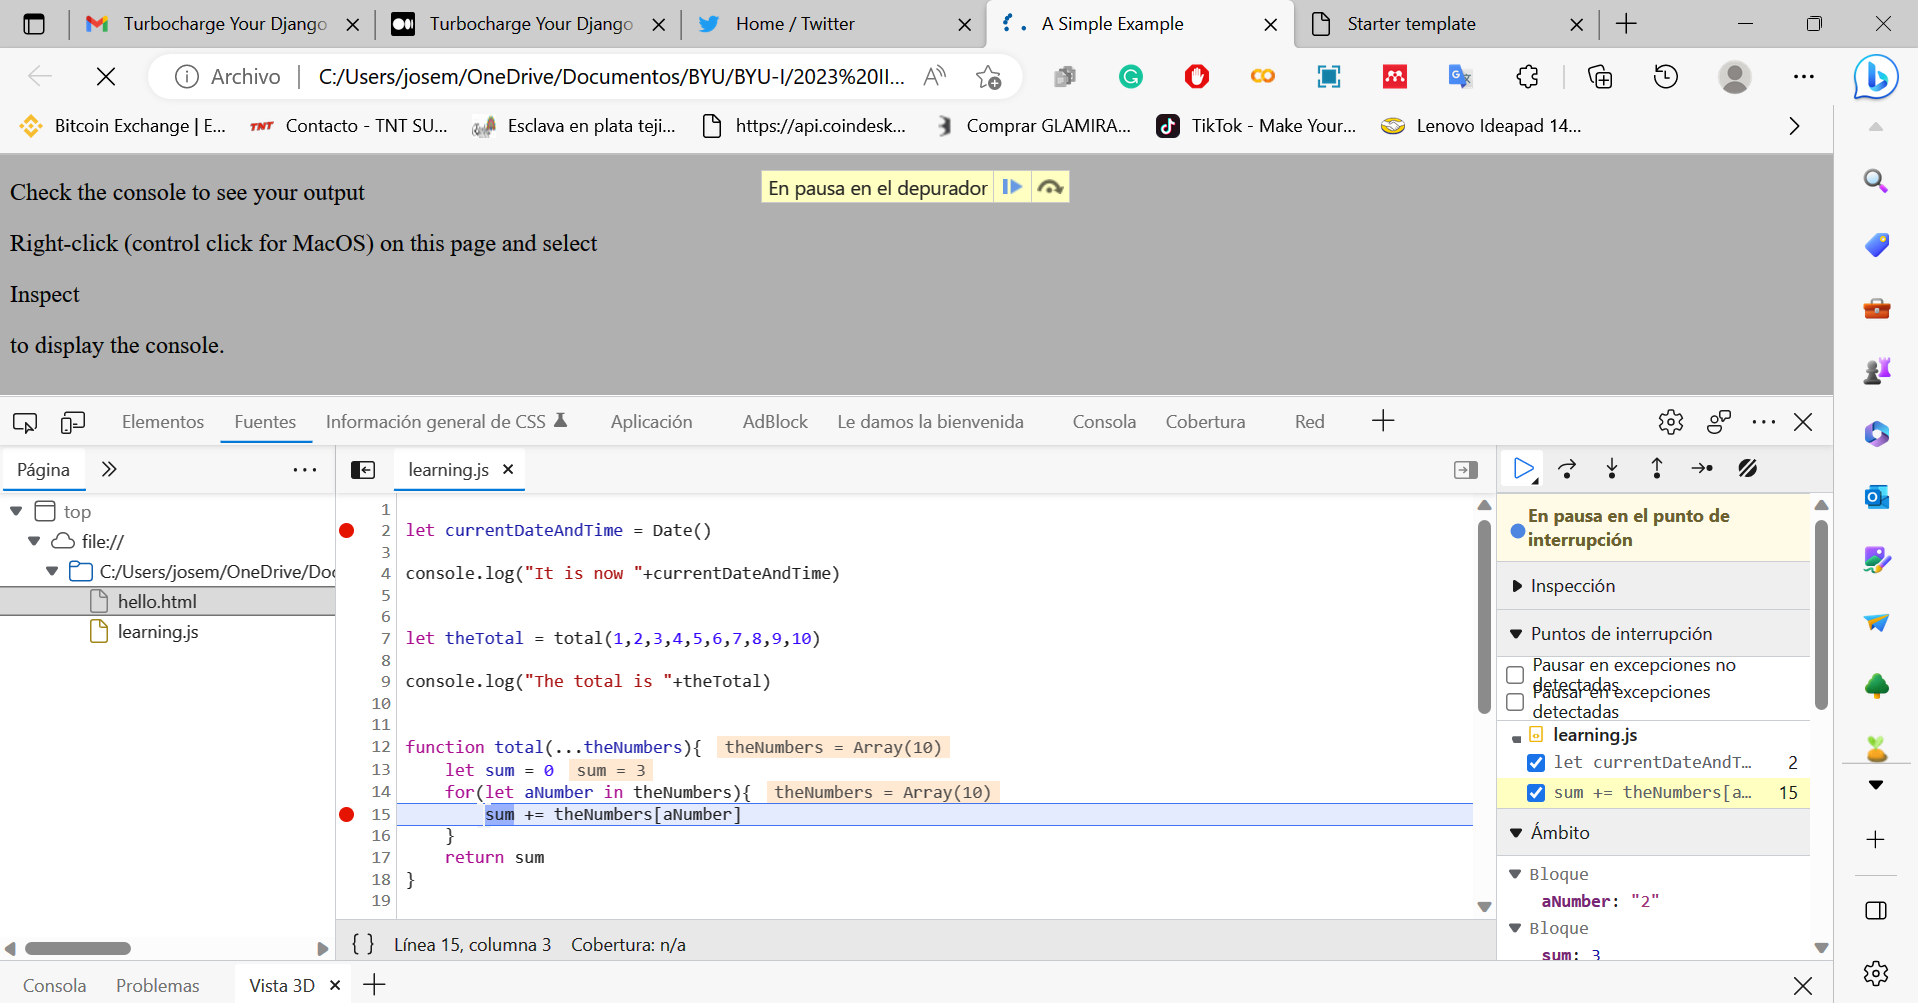 Turbocharge Your Django
Turbocharge Your Django
Home / Twitter
A Simple Example
Starter template
Archivo
C:/Users/josem/OneDrive/Documentos/BYU/BYU-I/2023%20II...
Bitcoin Exchange | E...
TNT Contacto - TNT SU...
Esclava en plata teji...
https://api.coindesk...
Comprar GLAMIRA...
TikTok - Make Your...
Lenovo Ideapad 14...
Check the console to see your output
En pausa en el depurador
Right-click (control click for MacOS) on this page and select
Inspect
to display the console.
Elementos
Fuentes
Información general de CSS
Aplicación
AdBlock
Le damos la bienvenida
Consola
Cobertura
Red
Página
learning.js
top
file://
C:/Users/josem/OneDrive/Doc
hello.html
learning.js
1
2 let currentDateAndTime = Date()
3
4 console.log("It is now "+currentDateAndTime)
5
6
7 let theTotal = total(1,2,3,4,5,6,7,8,9,10)
8
9 console.log("The total is "+theTotal)
10
11
12 function total(...theNumbers){ theNumbers = Array(10)
13 let sum = 0 sum = 3
14 for(let aNumber in theNumbers){ theNumbers = Array(10)
15 sum += theNumbers[aNumber]
16 }
17 return sum
18 }
19
{ } Línea 15, columna 3 Cobertura: n/a
En pausa en el punto de
interrupción
Inspección
Puntos de interrupción
Pausar en excepciones no
detectadas
Pausar en excepciones
detectadas
learning.js
let currentDateAndT... 2
sum += theNumbers[a... 15
Ámbito
Bloque
aNumber: "2"
Bloque
sum: 3
Consola
Problemas
Vista 3D